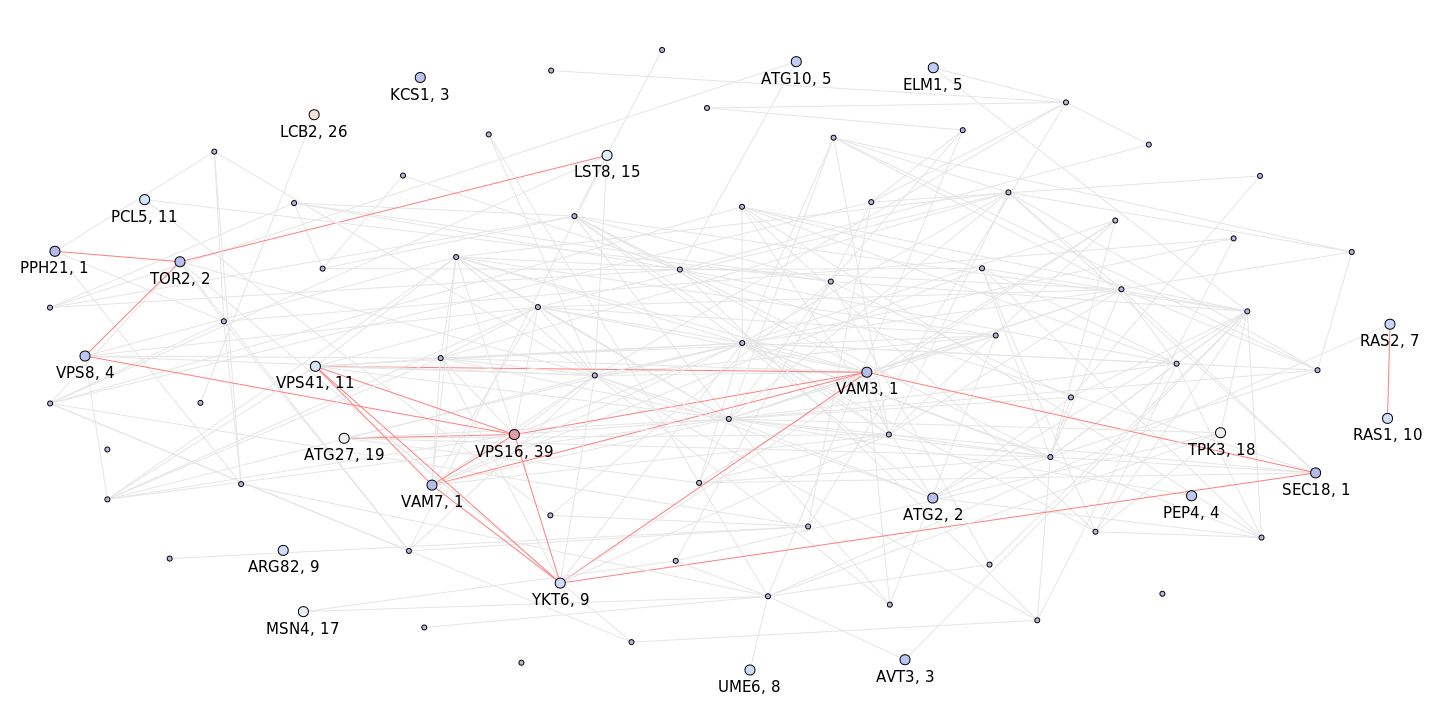 ATG10, 5
ELM1, 5
KCS1, 3
LCB2, 26
LST8, 15
PCL5, 11
PPH21, 1
TOR2, 2
RAS2, 7
VPS8, 4
VPS41, 11
VAM3, 1
RAS1, 10
TPK3, 18
VPS16, 39
ATG27, 19
SEC18, 1
VAM7, 1
PEP4, 4
ATG2, 2
ARG82, 9
YKT6, 9
MSN4, 17
AVT3, 3
UME6, 8